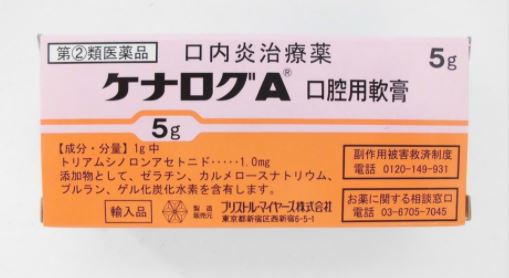 指②類医薬品
口内炎治療薬
5g
ケナログA® 口腔用軟膏
5g
【成分・分量】1g中
トリアムシノロンアセトニド‥‥‥1.0mg
添加物として、ゼラチン、カルメロースナトリウム、
プルラン、ゲル化炭化水素を含有します。
副作用被害救済制度
電話 0120-149-931
輸入品
製造販売元
ブリストル・マイヤーズ株式会社
東京都新宿区西新宿6-5-1
お薬に関する相談窓口
電話 03-6705-7045